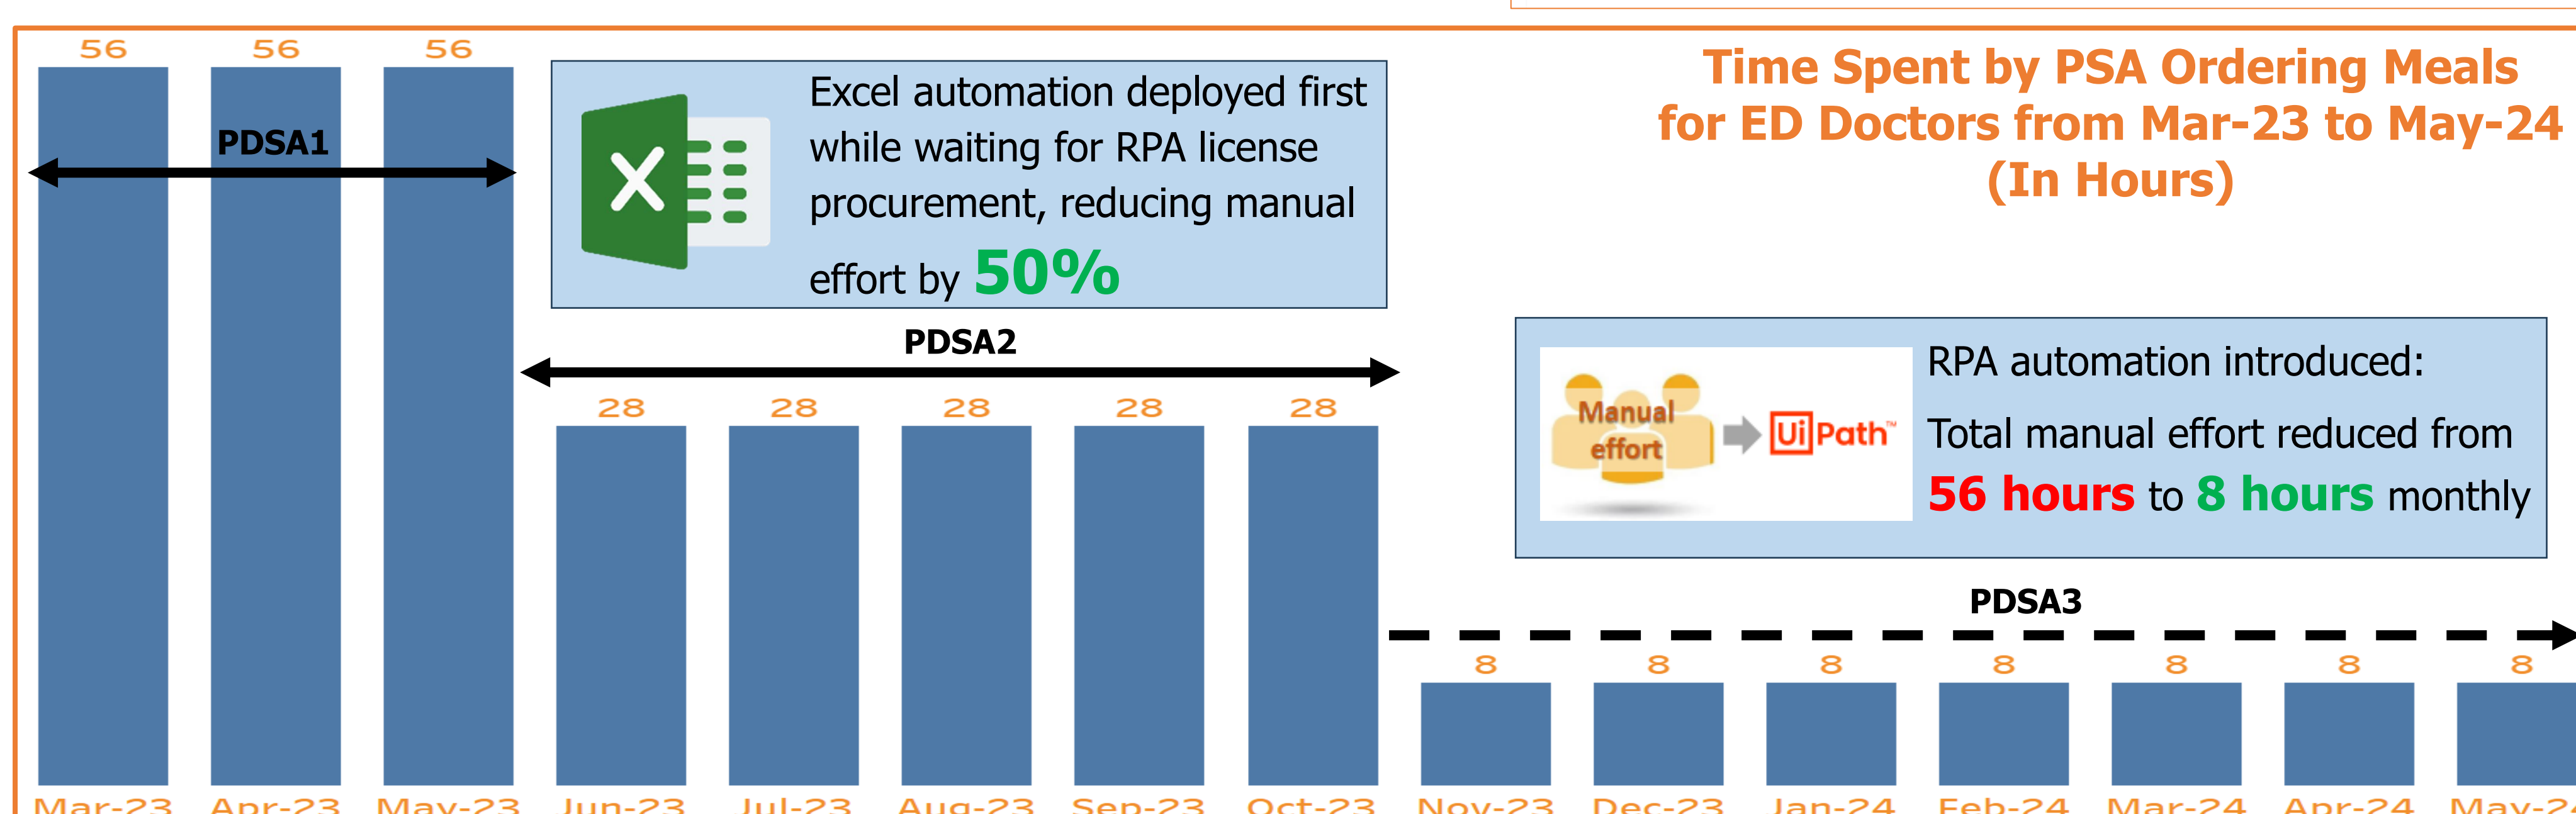 Time Spent by PSA Ordering Meals
for ED Doctors from Mar-23 to May-24
(In Hours)
56 56 56
PDSA1
X
Excel automation deployed first
while waiting for RPA license
procurement, reducing manual
effort by 50%
PDSA2
28 28 28 28 28
Manual
effort
UiPath™
RPA automation introduced:
Total manual effort reduced from
56 hours to 8 hours monthly
PDSA3
8 8 8 8 8 8 8
Mar-23 Apr-23 May-23 Jun-23 Jul-23 Aug-23 Sep-23 Oct-23 Nov-23 Dec-23 Jan-24 Feb-24 Mar-24 Apr-24 May-24